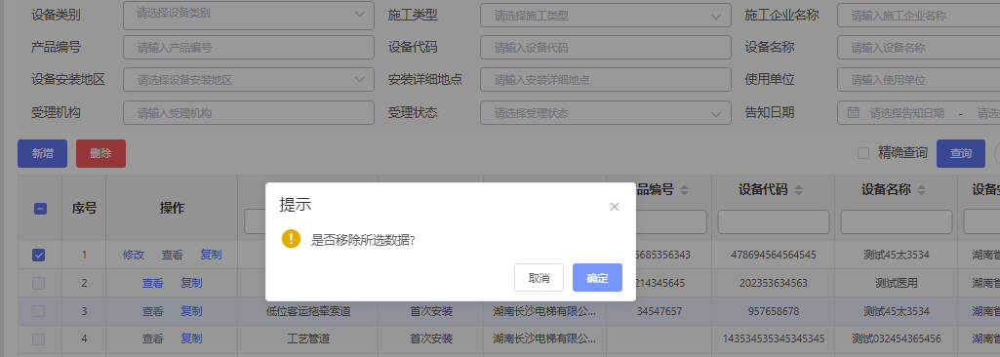 设备类别 请选择设备类别 施工类型 请选择施工类型 施工企业名称 请输入施工企业名称
产品编号 请输入产品编号 设备代码 请输入设备代码 设备名称 请输入设备名称
设备安装地区 请选择设备安装地区 安装详细地点 请输入安装详细地点 使用单位 请输入使用单位
受理机构 请输入受理机构 受理状态 请选择受理状态 告知日期 请选择告知日期 - 请选
新增 删除 精确查询 查询
序号 操作 品编号 设备代码 设备名称 设备
提示
是否移除所选数据?
取消 确定
1 修改 查看 复制 5685356343 478694564564545 测试45太3534 湖南
2 查看 复制 214345645 202353634563 测试医用 湖南
3 查看 复制 低位客运拖牵索道 首次安装 湖南长沙电梯有限公... 34547657 957658678 测试45太3534 湖南
4 查看 复制 工艺管道 首次安装 湖南长沙电梯有限公... 143534535345345345 测试032454365456 湖南